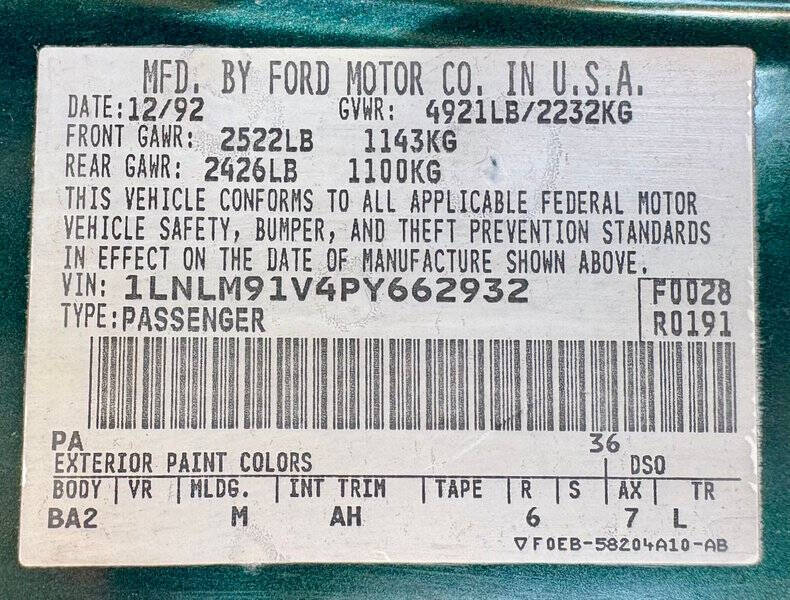 MFD. BY FORD MOTOR CO. IN U.S.A.
DATE: 12/92 GVWR: 4921LB/2232KG
FRONT GAWR: 2522LB 1143KG
REAR GAWR: 2426LB 1100KG
THIS VEHICLE CONFORMS TO ALL APPLICABLE FEDERAL MOTOR
VEHICLE SAFETY, BUMPER, AND THEFT PREVENTION STANDARDS
IN EFFECT ON THE DATE OF MANUFACTURE SHOWN ABOVE.
VIN: 1LNLM91V4PY662932 F0028
TYPE: PASSENGER R0191
PA 36
EXTERIOR PAINT COLORS DSO
BODY VR MLDG. INT TRIM TAPE R S AX TR
BA2 M AH 6 7 L
▽F0EB-58204A10-AB